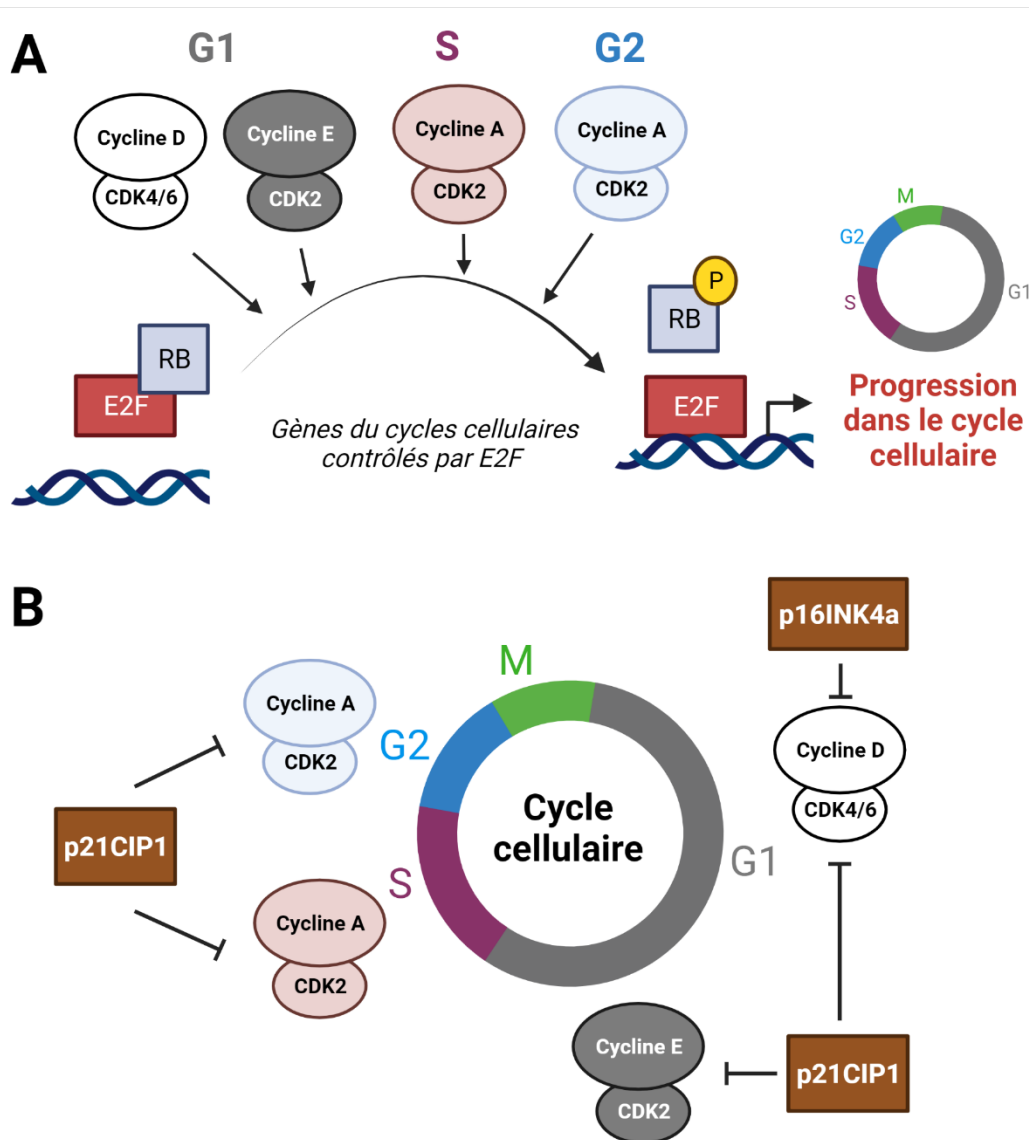 A
G1
S
G2
Cycline D
CDK4/6
Cycline E
CDK2
Cycline A
CDK2
Cycline A
CDK2
RB
E2F
Gènes du cycles cellulaires
contrôlés par E2F
P
RB
E2F
M
G2
S
G1
Progression
dans le cycle
cellulaire
B
p16INK4a
M
Cycline A
CDK2
G2
Cycline D
CDK4/6
p21CIP1
Cycle
cellulaire
G1
S
Cycline A
CDK2
Cycline E
CDK2
p21CIP1